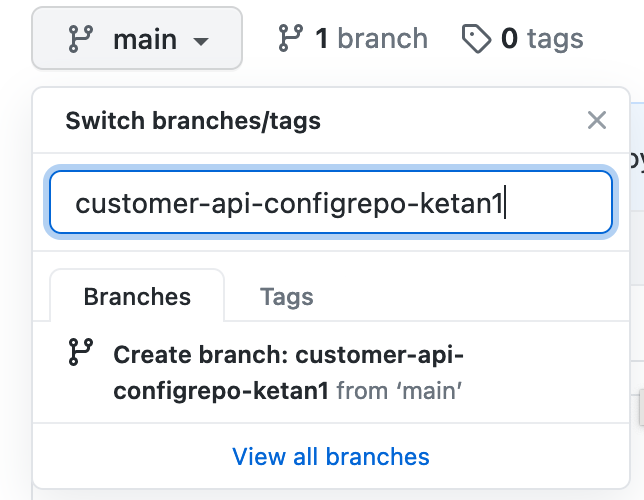 main 1 branch 0 tags
Switch branches/tags
customer-api-configrepo-ketan1
Branches Tags
Create branch: customer-api-
configrepo-ketan1 from ‘main’
View all branches